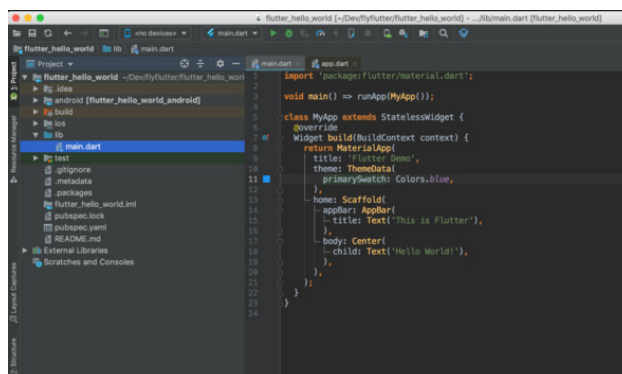 flutter_hello_world [~/Dev/flyflutter/flutter_hello_world] - .../lib/main.dart [flutter_hello_world]
<no devices>
main.dart
flutter_hello_world
lib
main.dart
Project
main.dart
app.dart
1: Project
Resource Manager
Layout Captures
Structure
flutter_hello_world ~/Dev/flyflutter/flutter_hello_worl
.idea
android [flutter_hello_world_android]
build
ios
lib
main.dart
test
.gitignore
.metadata
.packages
flutter_hello_world.iml
pubspec.lock
pubspec.yaml
README.md
External Libraries
Scratches and Consoles
1 import 'package:flutter/material.dart';
2
3 void main() => runApp(MyApp());
4
5 class MyApp extends StatelessWidget {
6 @override
7 Widget build(BuildContext context) {
8 return MaterialApp(
9 title: 'Flutter Demo',
10 theme: ThemeData(
11 primarySwatch: Colors.blue,
12 ),
13 home: Scaffold(
14 appBar: AppBar(
15 title: Text('This is Flutter'),
16 ),
17 body: Center(
18 child: Text('Hello World!'),
19 ),
20 ),
21 );
22 }
23 }
24